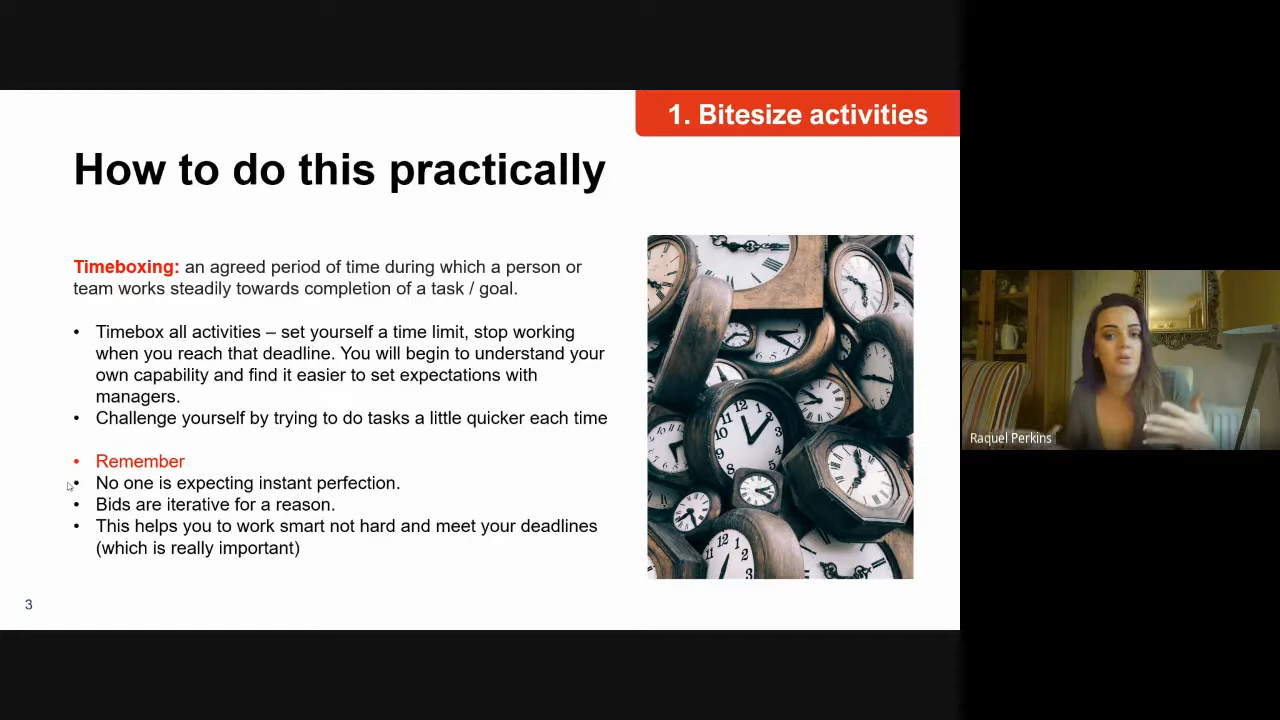 1. Bitesize activities
How to do this practically
Timeboxing: an agreed period of time during which a person or
team works steadily towards completion of a task / goal.
• Timebox all activities – set yourself a time limit, stop working
when you reach that deadline. You will begin to understand your
own capability and find it easier to set expectations with
managers.
• Challenge yourself by trying to do tasks a little quicker each time
• Remember
• No one is expecting instant perfection.
• Bids are iterative for a reason.
• This helps you to work smart not hard and meet your deadlines
(which is really important)
3
Raquel Perkins